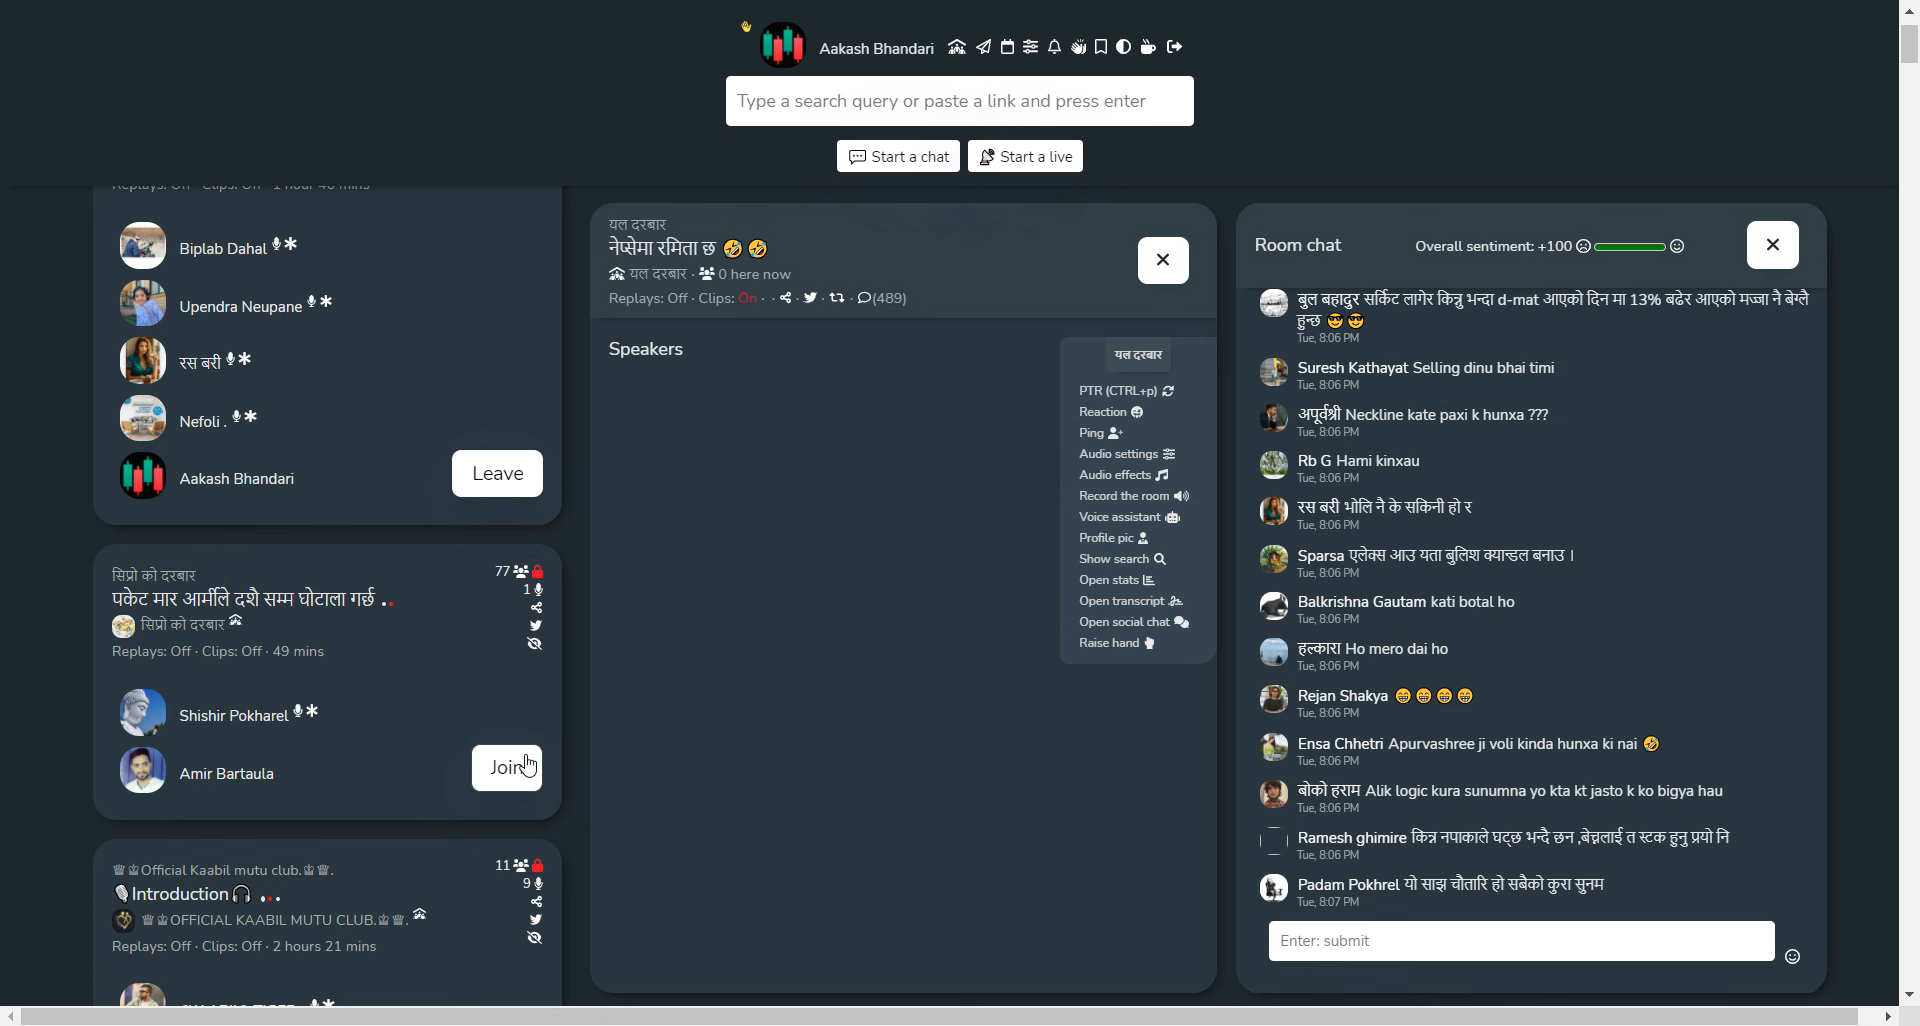 Aakash Bhandari
Type a search query or paste a link and press enter
Start a chat
Start a live
Replays: Off · Clips: Off · 1 hour 46 mins
Biplab Dahal
Upendra Neupane
रस बरी
Nefoli .
Aakash Bhandari
Leave
सिप्रो को दरबार
77
पकेट मार आर्मीले दशै सम्म घोटाला गर्छ
1
सिप्रो को दरबार
Replays: Off · Clips: Off · 49 mins
Shishir Pokharel
Amir Bartaula
Join
♕♔Official Kaabil mutu club.♔♕.
11
Introduction
9
♕♔OFFICIAL KAABIL MUTU CLUB.♔♕.
Replays: Off · Clips: Off · 2 hours 21 mins
यल दरबार
नेप्सेमा रमिता छ 🤣 🤣
यल दरबार · 0 here now
Replays: Off · Clips: On · · · · (489)
Speakers
यल दरबार
PTR (CTRL+p)
Reaction
Ping
Audio settings
Audio effects
Record the room
Voice assistant
Profile pic
Show search
Open stats
Open transcript
Open social chat
Raise hand
Room chat
Overall sentiment: +100
बुल बहादुर सर्किट लागेर किन्नु भन्दा d-mat आएको दिन मा 13% बढेर आएको मज्जा नै बेग्लै
हुन्छ 😎 😎
Tue, 8:06 PM
Suresh Kathayat Selling dinu bhai timi
Tue, 8:06 PM
अपूर्वश्री Neckline kate paxi k hunxa ???
Tue, 8:06 PM
Rb G Hami kinxau
Tue, 8:06 PM
रस बरी भोलि नै के सकिनी हो र
Tue, 8:06 PM
Sparsa एलेक्स आउ यता बुलिश क्यान्डल बनाउ ।
Tue, 8:06 PM
Balkrishna Gautam kati botal ho
Tue, 8:06 PM
हल्कारा Ho mero dai ho
Tue, 8:06 PM
Rejan Shakya 😁 😁 😁 😁
Tue, 8:06 PM
Ensa Chhetri Apurvashree ji voli kinda hunxa ki nai 🤣
Tue, 8:06 PM
बोको हराम Alik logic kura sunumna yo kta kt jasto k ko bigya hau
Tue, 8:06 PM
Ramesh ghimire किन्न नपाकाले घट्छ भन्दै छन ,बेच्नलाई त स्टक हुनु प्रयो नि
Tue, 8:06 PM
Padam Pokhrel यो साझ चौतारि हो सबैको कुरा सुनम
Tue, 8:07 PM
Enter: submit